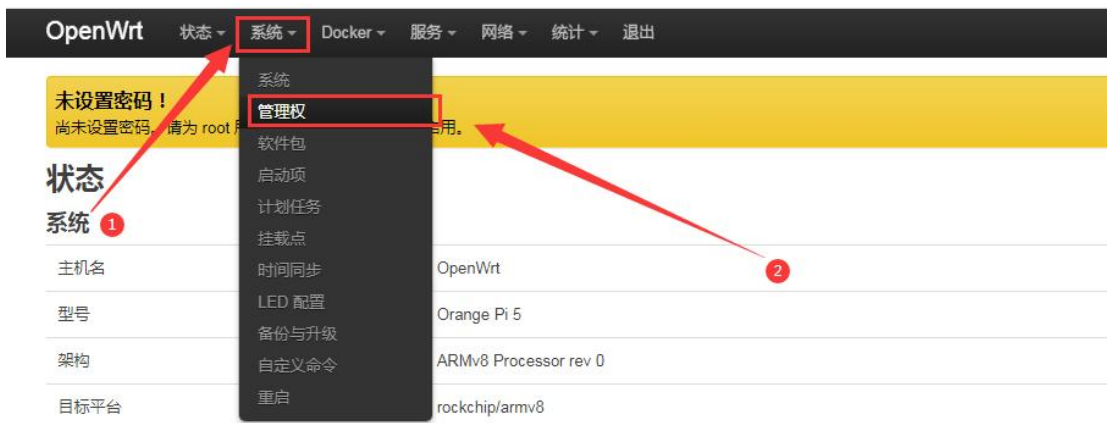 OpenWrt 状态 系统 Docker 服务 网络 统计 退出
系统
未设置密码！
管理权
尚未设置密码。请为 root 用。
软件包
状态
启动项
计划任务
系统 1
挂载点
主机名 时间同步 OpenWrt 2
LED 配置
型号 Orange Pi 5
备份与升级
架构 自定义命令 ARMv8 Processor rev 0
重启
目标平台 rockchip/armv8